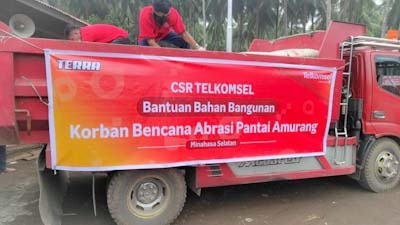 TERRA
Telkomsel
CSR TELKOMSEL
Bantuan Bahan Bangunan
Korban Bencana Abrasi Pantai Amurang
Minahasa Selatan